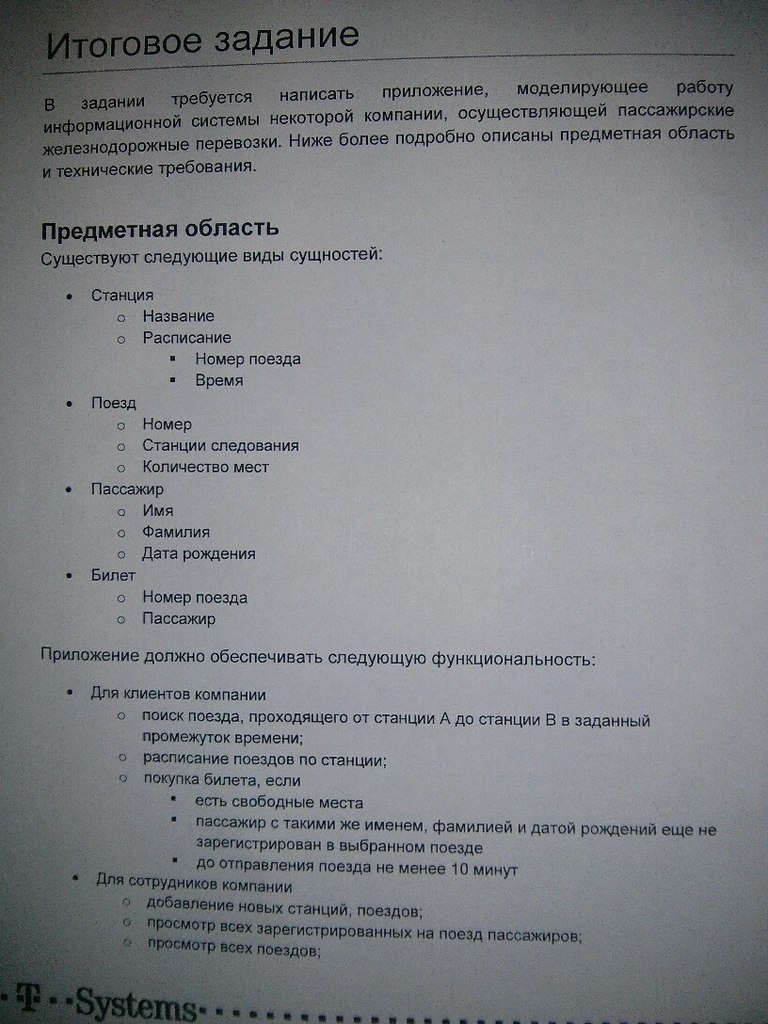 Итоговое задание
В задании требуется написать приложение, моделирующее работу
информационной системы некоторой компании, осуществляющей пассажирские
железнодорожные перевозки. Ниже более подробно описаны предметная область
и технические требования.
Предметная область
Существуют следующие виды сущностей:
• Станция
o Название
o Расписание
▪ Номер поезда
▪ Время
• Поезд
o Номер
o Станции следования
o Количество мест
• Пассажир
o Имя
o Фамилия
o Дата рождения
• Билет
o Номер поезда
o Пассажир
Приложение должно обеспечивать следующую функциональность:
• Для клиентов компании
o поиск поезда, проходящего от станции А до станции В в заданный
промежуток времени;
o расписание поездов по станции;
o покупка билета, если
▪ есть свободные места
▪ пассажир с такими же именем, фамилией и датой рождений еще не
зарегистрирован в выбранном поезде
▪ до отправления поезда не менее 10 минут
• Для сотрудников компании
o добавление новых станций, поездов;
o просмотр всех зарегистрированных на поезд пассажиров;
o просмотр всех поездов;
· T · · Systems · · · · · ·